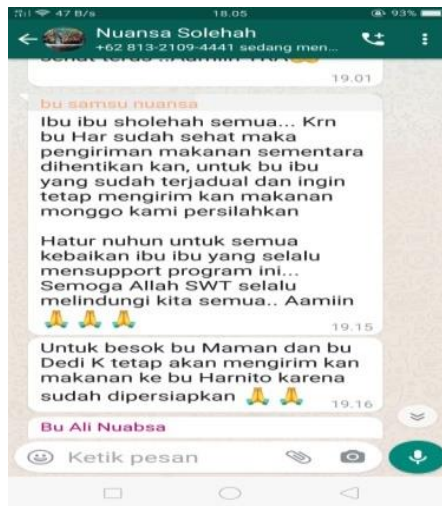 47 B/s 18.05 93%
Nuansa Solehah
+62 813-2109-4441 sedang men...
19.01
bu samsu nuansa
Ibu ibu sholehah semua... Krn
bu Har sudah sehat maka
pengiriman makanan sementara
dihentikan kan, untuk bu ibu
yang sudah terjadual dan ingin
tetap mengirim kan makanan
monggo kami persilahkan
Hatur nuhun untuk semua
kebaikan ibu ibu yang selalu
mensupport program ini...
Semoga Allah SWT selalu
melindungi kita semua.. Aamiin
🙏 🙏 🙏 19.15
Untuk besok bu Maman dan bu
Dedi K tetap akan mengirim kan
makanan ke bu Harnito karena
sudah dipersiapkan 🙏 🙏 19.16
Bu Ali Nuabsa
Ketik pesan